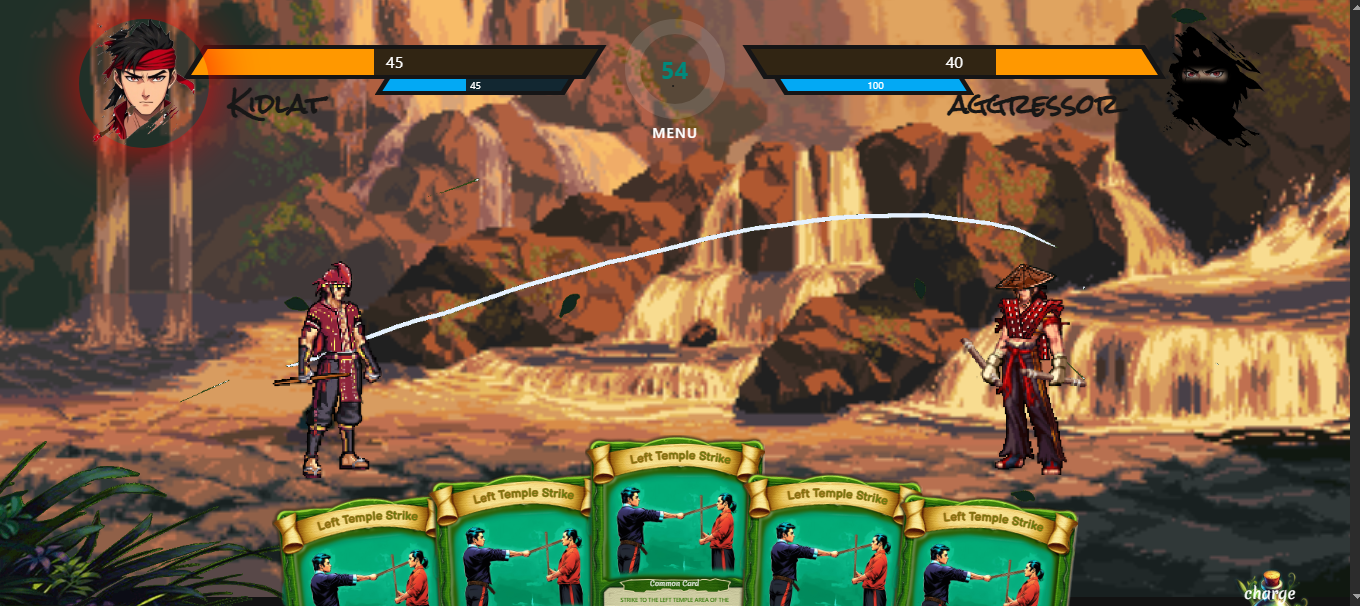 45
40
54
45
100
Kidlat
Aggressor
MENU
Left Temple Strike
Left Temple Strike
Left Temple Strike
Left Temple Strike
Left Temple Strike
Common Card
STRIKE TO THE LEFT TEMPLE AREA OF THE
charge